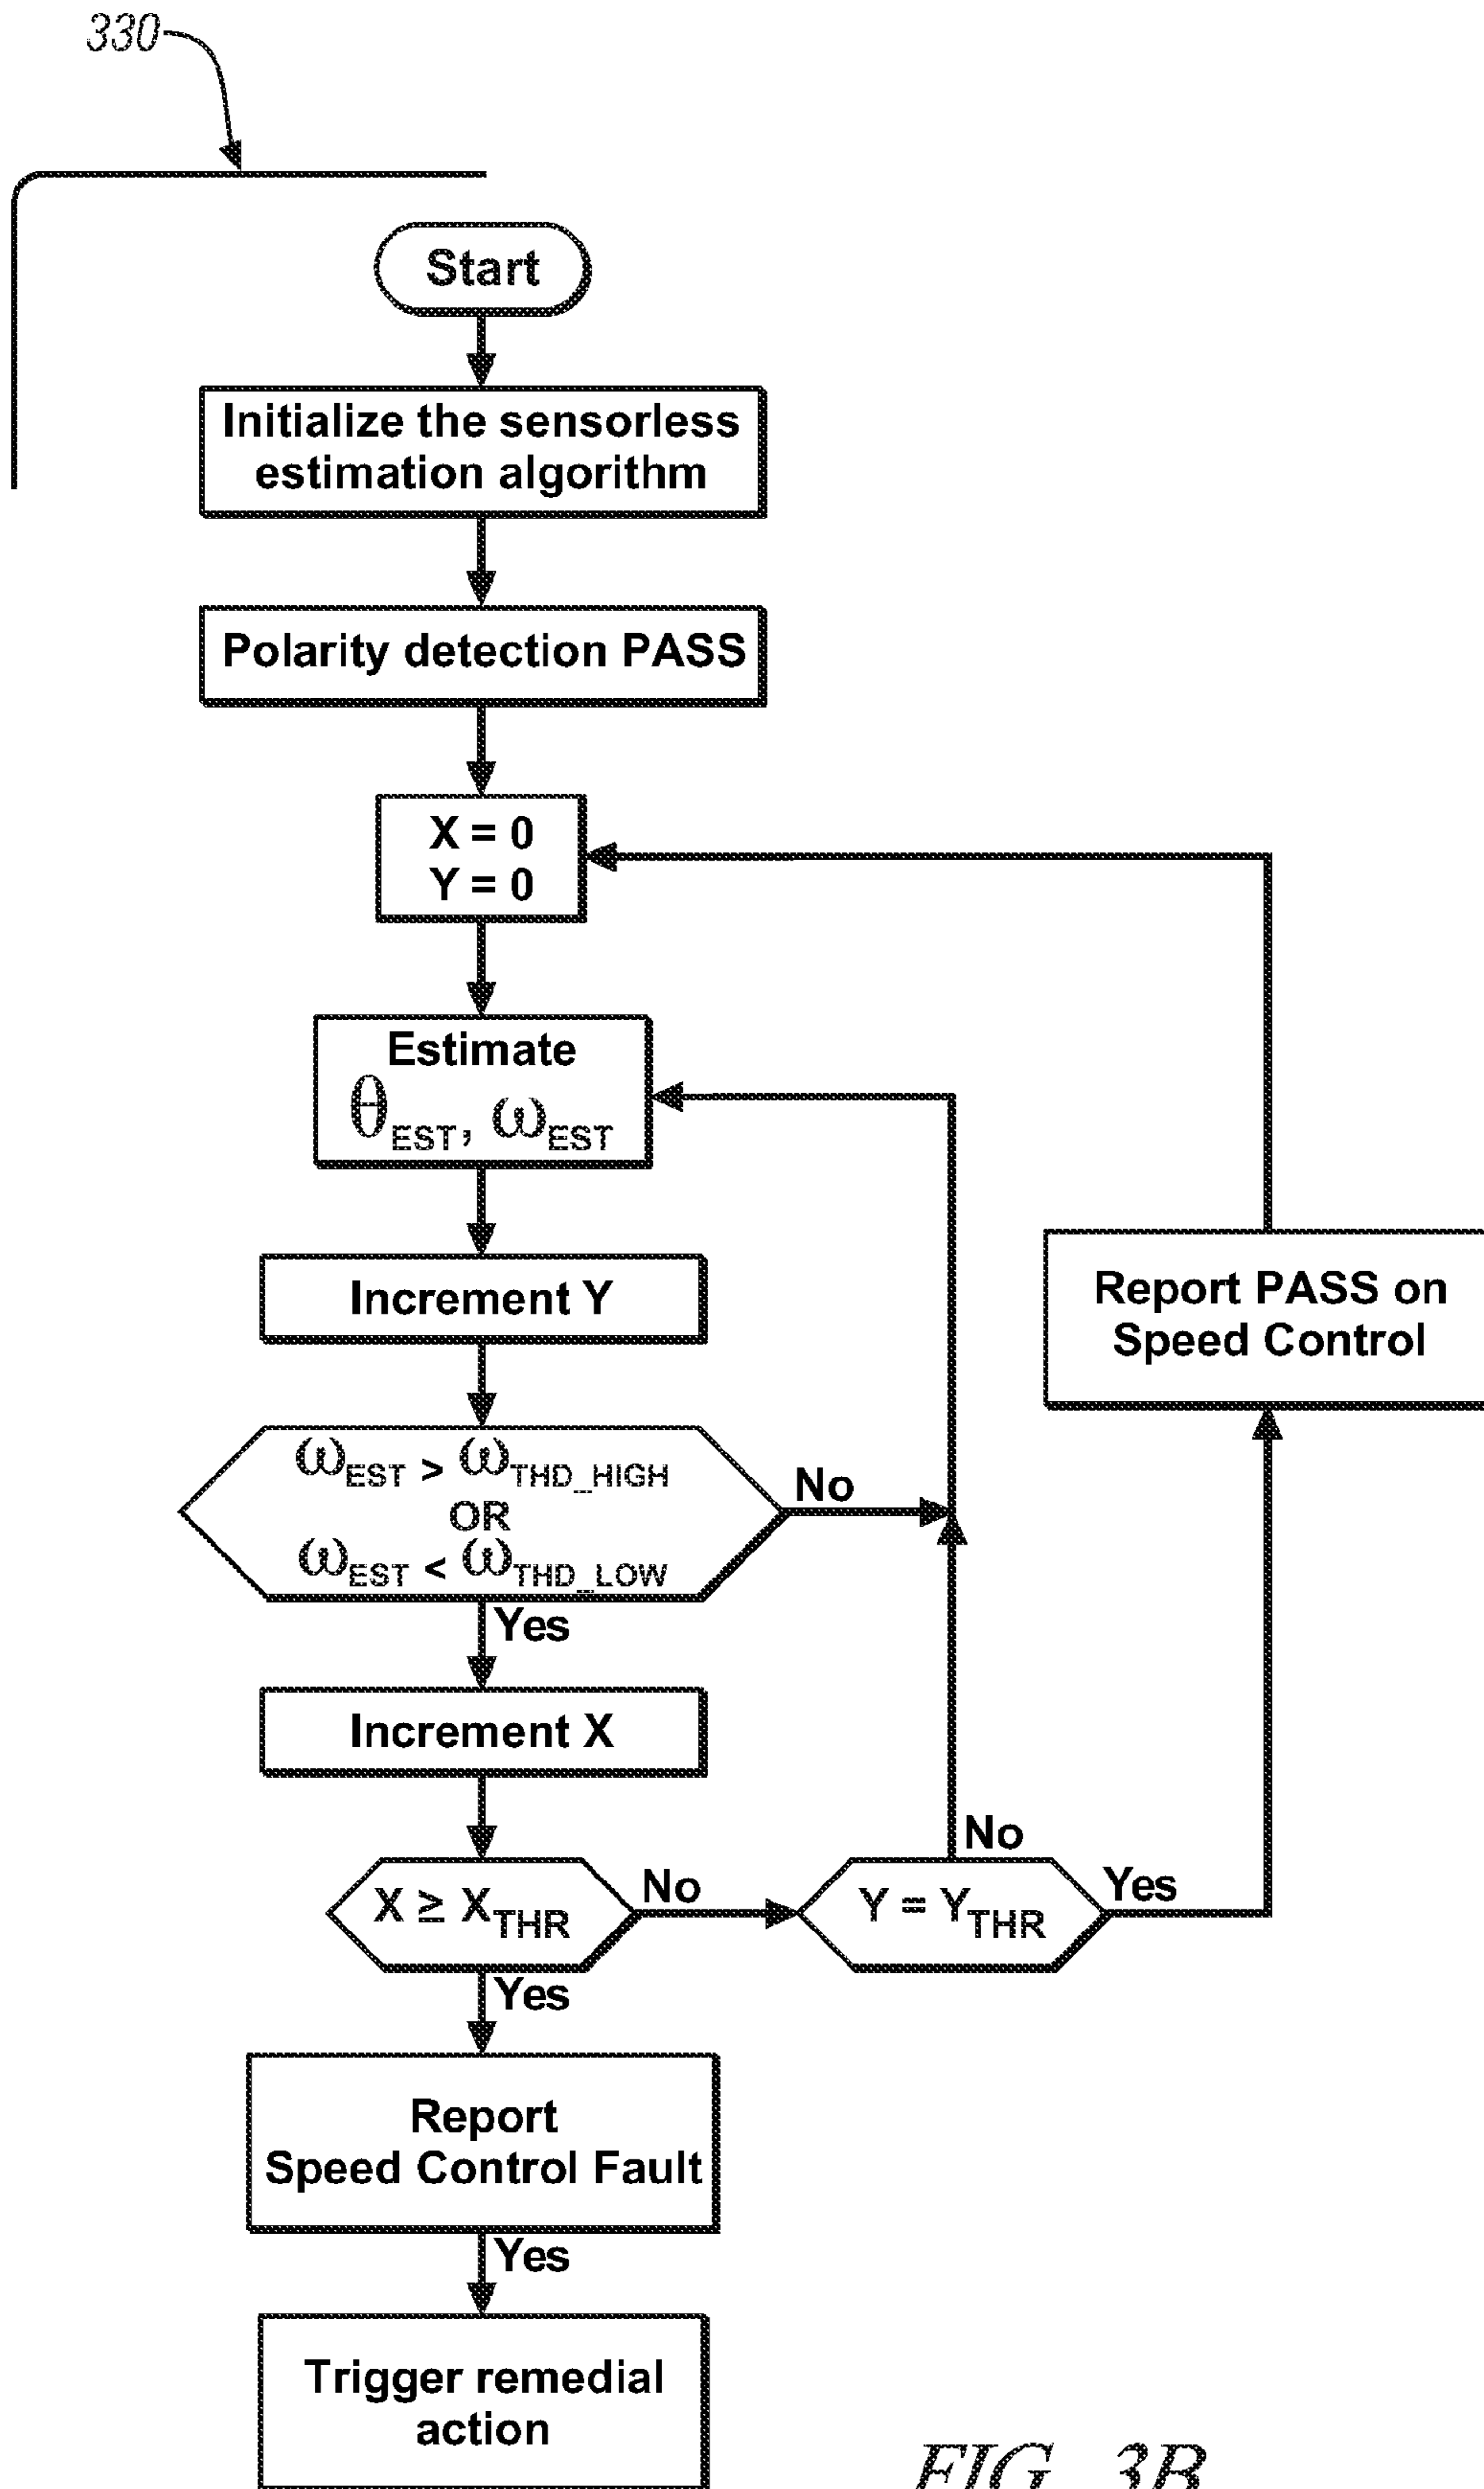 330
Start
Initialize the sensorless
estimation algorithm
Polarity detection PASS
X = 0
Y = 0
Estimate
θEST, ωEST
Increment Y
Report PASS on
Speed Control
ωEST > ωTHD_HIGH
OR
ωEST < ωTHD_LOW
No
Yes
Increment X
No
X ≥ XTHR
No
Y = YTHR
Yes
Yes
Report
Speed Control Fault
Yes
Trigger remedial
action
FIG. 3B